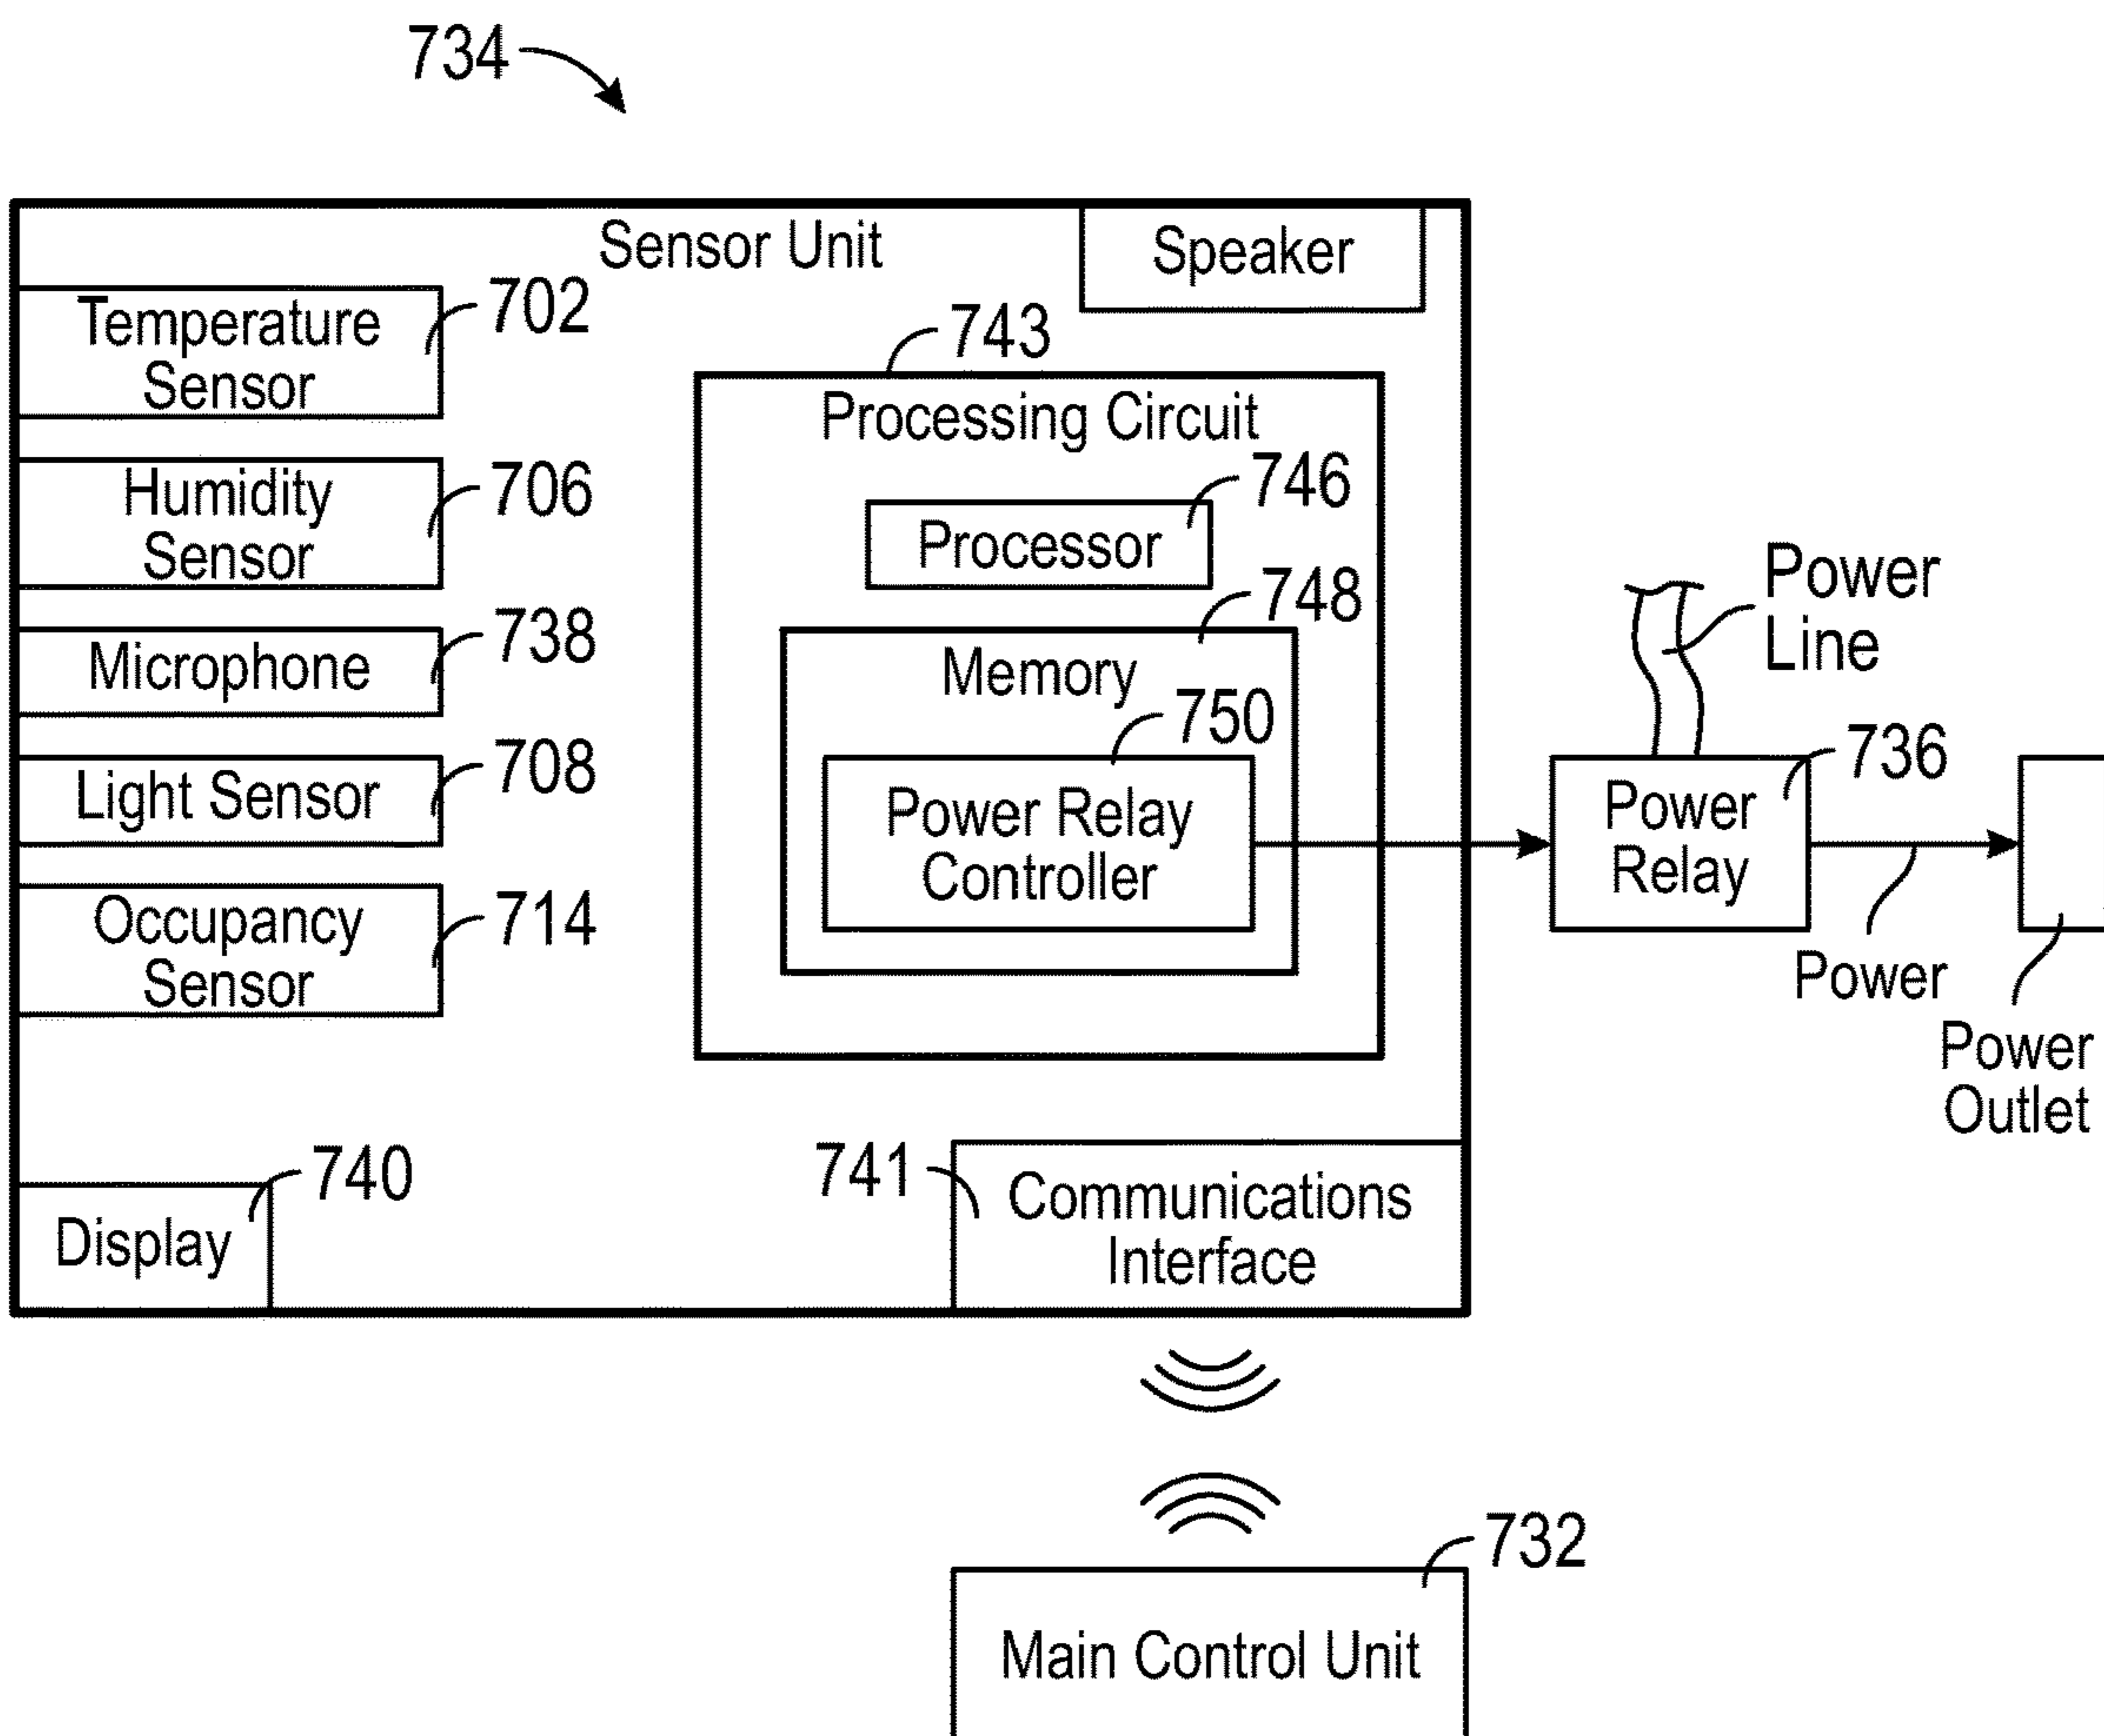 734
Sensor Unit
Speaker
Temperature
Sensor
702
743
Processing Circuit
Humidity
Sensor
706
746
Processor
Microphone
738
748
Memory
Light Sensor
708
750
Power Relay
Controller
Occupancy
Sensor
714
Power
Line
736
Power
Relay
Power
Power
Outlet
740
Display
741
Communications
Interface
732
Main Control Unit